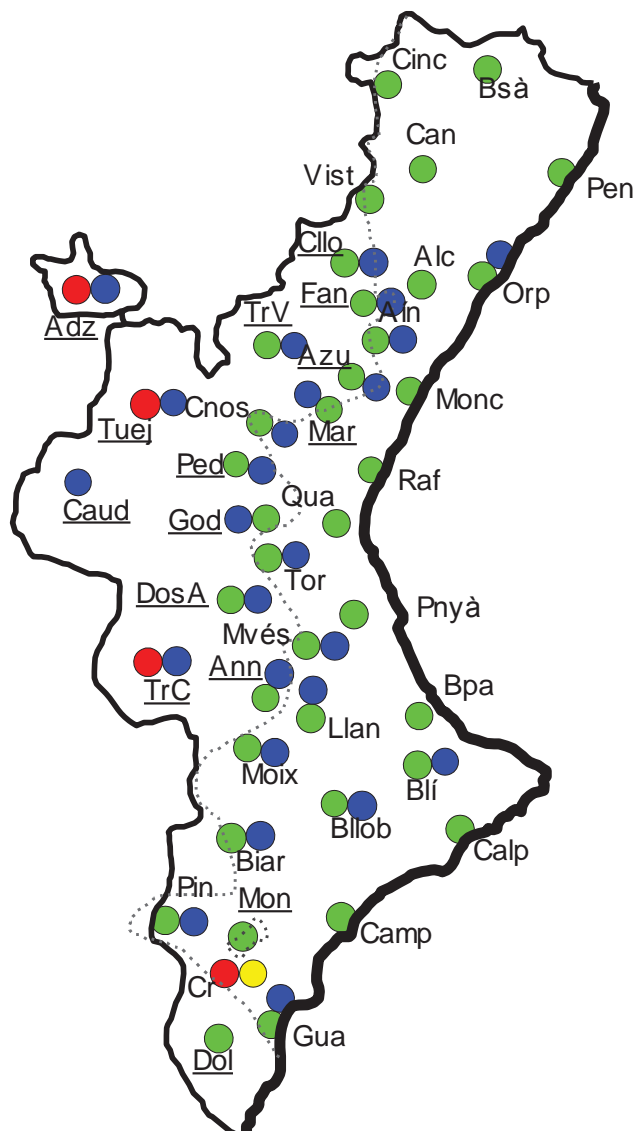 Cinc
Bsà
Can
Vist
Pen
Cllo
Alc
Fan
Orp
Adz
TrV
Aín
Azu
Monc
Tuej
Cnos
Mar
Ped
Raf
Caud
Qua
God
Tor
DosA
Pnyà
Mvés
Ann
TrC
Bpa
Llan
Moix
Blí
Bllob
Calp
Biar
Pin
Mon
Camp
Cr
Gua
Dol